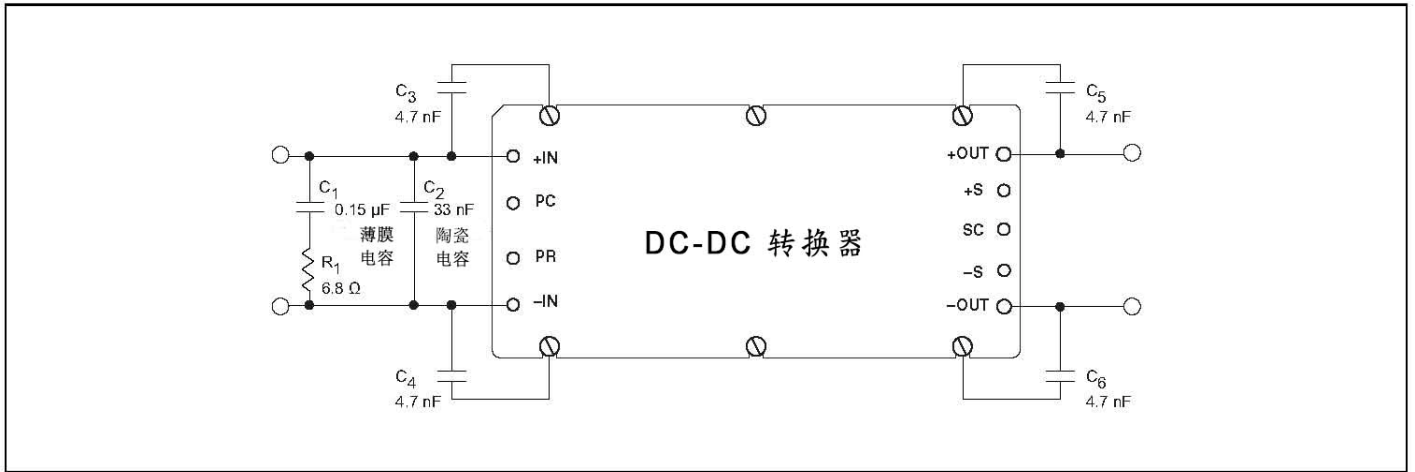 C3
4.7 nF
C5
4.7 nF
+IN
+OUT
C1
0.15 µF
薄膜
电容
C2
33 nF
陶瓷
电容
PC
+S
DC-DC 转换器
SC
R1
6.8 Ω
PR
–S
–IN
–OUT
C4
4.7 nF
C6
4.7 nF